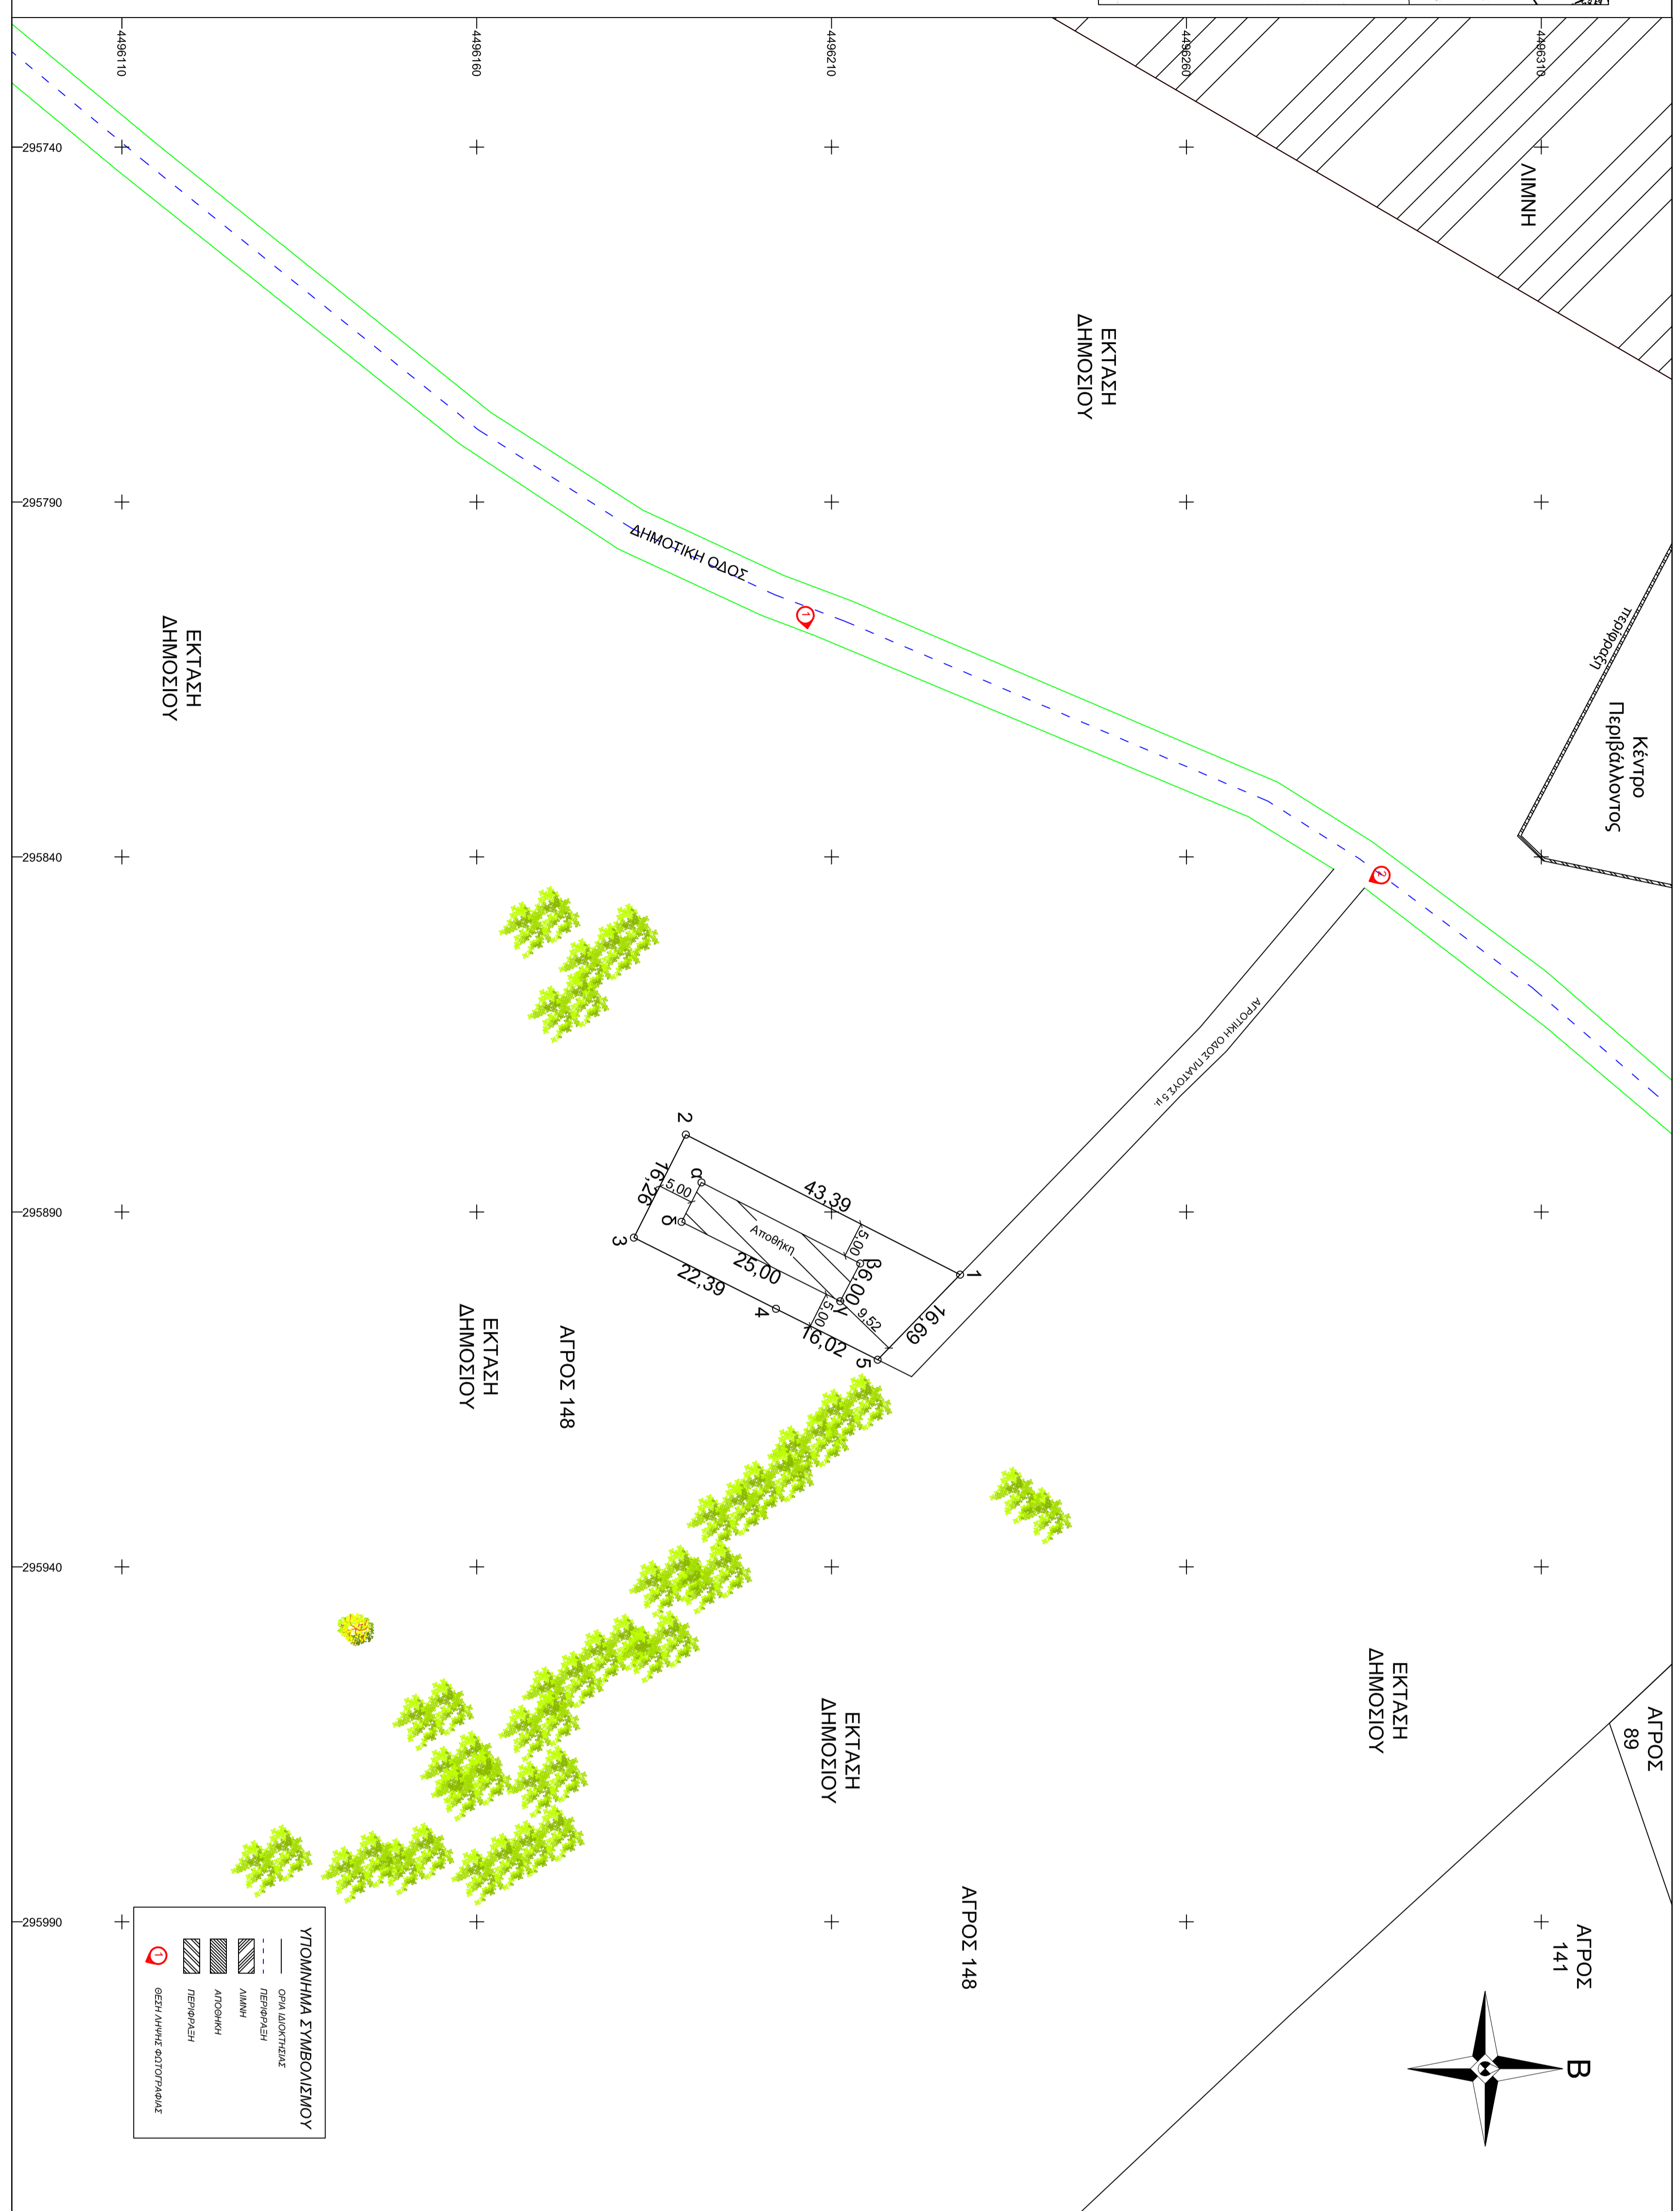 4496110
4496160
4496210
4496260
4496310
295740
295790
295840
295890
295940
295990
ΛΙΜΝΗ
ΕΚΤΑΣΗ
ΔΗΜΟΣΙΟΥ
περίφραξη
Κέντρο
Περιβάλλοντος
ΔΗΜΟΤΙΚΗ ΟΔΟΣ
1
2
ΕΚΤΑΣΗ
ΔΗΜΟΣΙΟΥ
ΑΓΡΟΤΙΚΗ ΟΔΟΣ ΠΛΑΤΟΥΣ 5 μ.
1
2
3
4
5
43,39
16,26
22,39
16,02
16,69
α
β
γ
δ
5,00
5,00
5,00
9,52
6,00
25,00
Αποθήκη
ΑΓΡΟΣ 148
ΕΚΤΑΣΗ
ΔΗΜΟΣΙΟΥ
ΕΚΤΑΣΗ
ΔΗΜΟΣΙΟΥ
ΕΚΤΑΣΗ
ΔΗΜΟΣΙΟΥ
ΑΓΡΟΣ
89
ΑΓΡΟΣ
141
ΑΓΡΟΣ 148
Β
ΥΠΟΜΝΗΜΑ ΣΥΜΒΟΛΙΣΜΟΥ
ΟΡΙΑ ΙΔΙΟΚΤΗΣΙΑΣ
ΠΕΡΙΦΡΑΞΗ
ΛΙΜΝΗ
ΑΠΟΘΗΚΗ
ΠΕΡΙΦΡΑΞΗ
1
ΘΕΣΗ ΛΗΨΗΣ ΦΩΤΟΓΡΑΦΙΑΣ